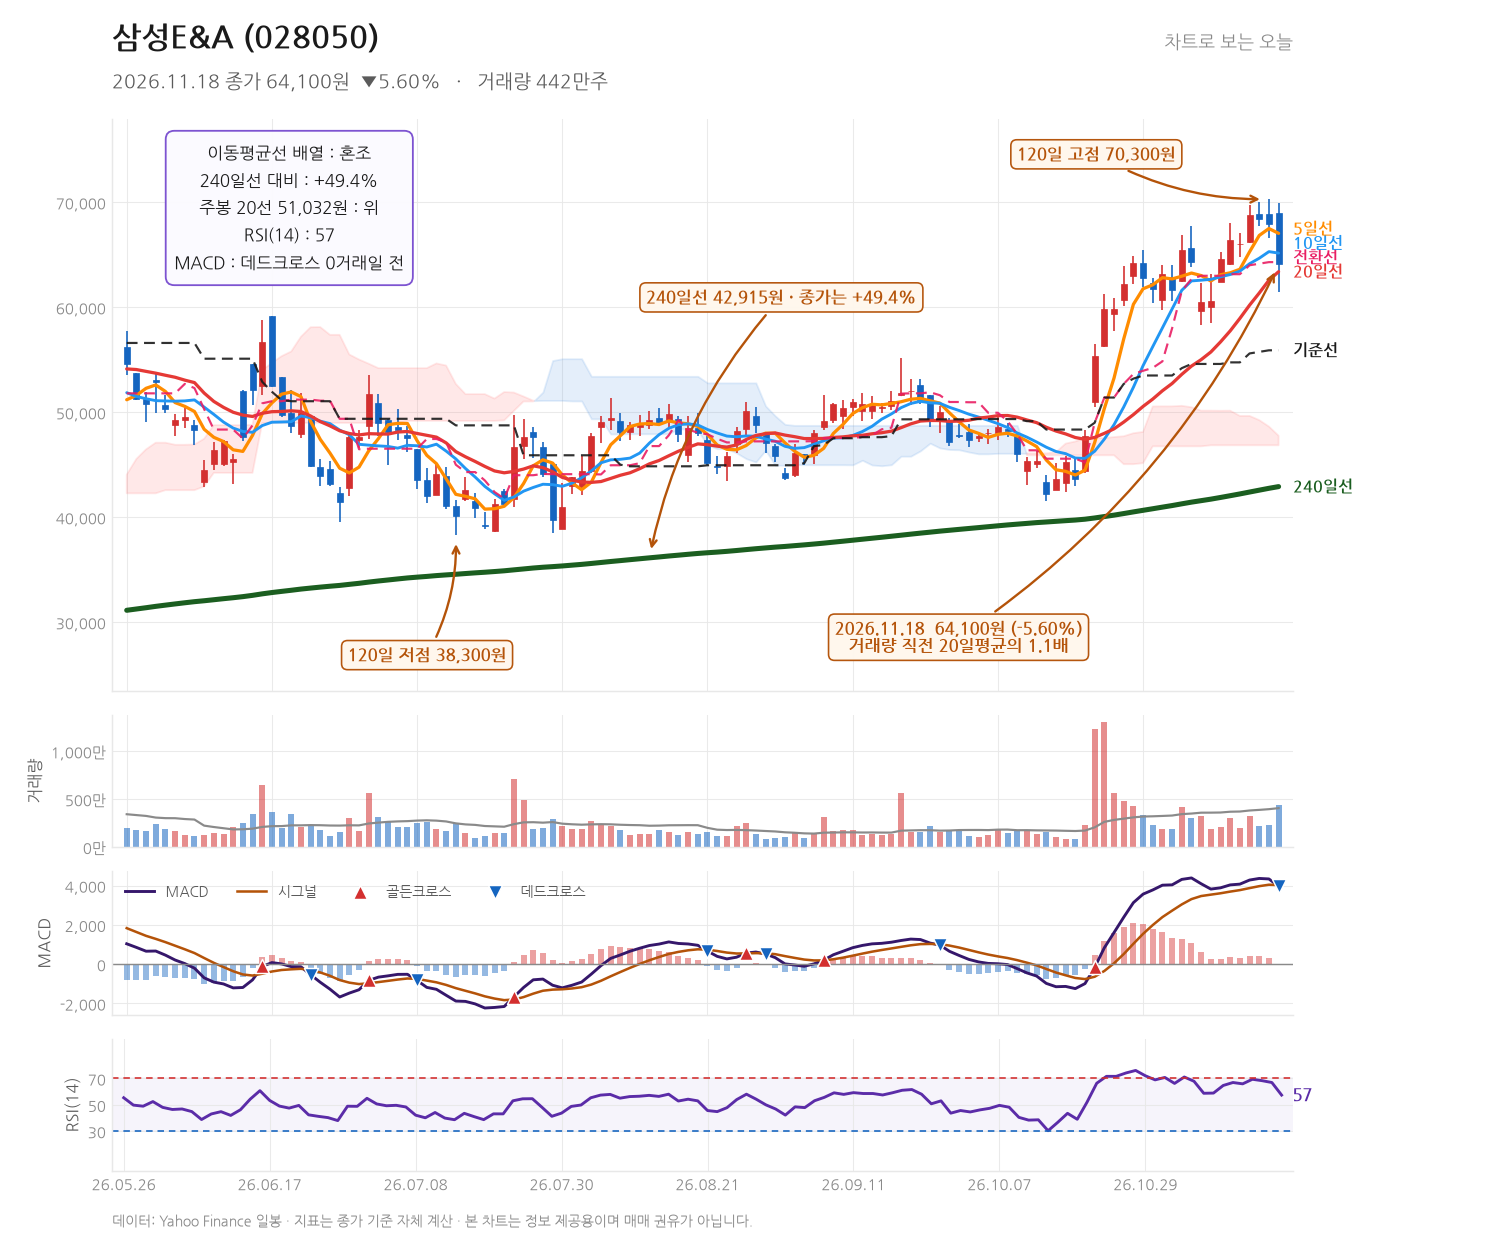 삼성E&A (028050)
차트로 보는 오늘
2026.11.18 종가 64,100원 ▼5.60% · 거래량 442만주
이동평균선 배열 : 혼조
240일선 대비 : +49.4%
주봉 20선 51,032원 : 위
RSI(14) : 57
MACD : 데드크로스 0거래일 전
120일 고점 70,300원
240일선 42,915원 · 종가는 +49.4%
120일 저점 38,300원
2026.11.18 64,100원 (-5.60%)
거래량 직전 20일평균의 1.1배
70,000
60,000
50,000
40,000
30,000
5일선
10일선
전환선
20일선
기준선
240일선
거래량
1,000만
500만
0만
MACD
4,000
2,000
0
-2,000
MACD
시그널
▲ 골든크로스
▼ 데드크로스
RSI(14)
70
50
30
57
26.05.26
26.06.17
26.07.08
26.07.30
26.08.21
26.09.11
26.10.07
26.10.29
데이터: Yahoo Finance 일봉 · 지표는 종가 기준 자체 계산 · 본 차트는 정보 제공용이며 매매 권유가 아닙니다.